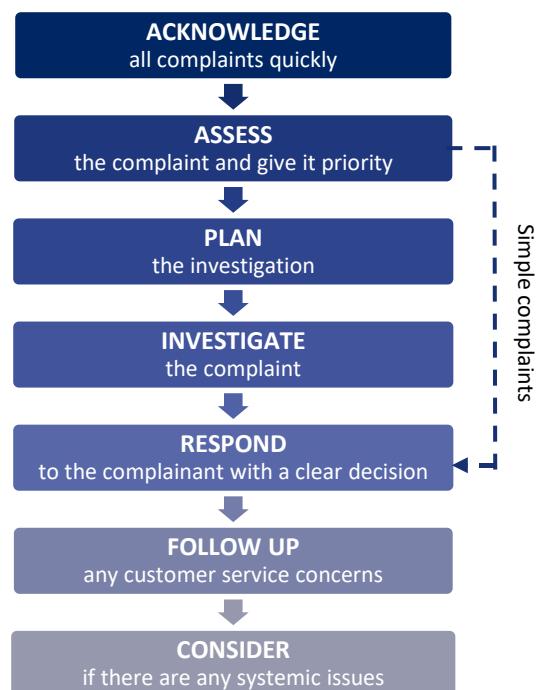 ACKNOWLEDGE
all complaints quickly
ASSESS
the complaint and give it priority
PLAN
the investigation
INVESTIGATE
the complaint
RESPOND
to the complainant with a clear decision
FOLLOW UP
any customer service concerns
CONSIDER
if there are any systemic issues
Simple complaints